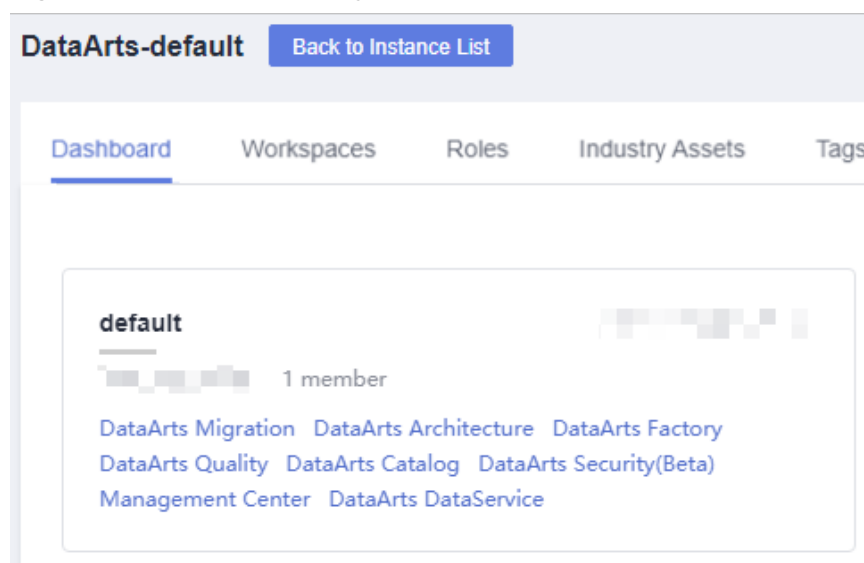 DataArts-default Back to Instance List
Dashboard Workspaces Roles Industry Assets Tags
default
1 member
DataArts Migration DataArts Architecture DataArts Factory
DataArts Quality DataArts Catalog DataArts Security(Beta)
Management Center DataArts DataService